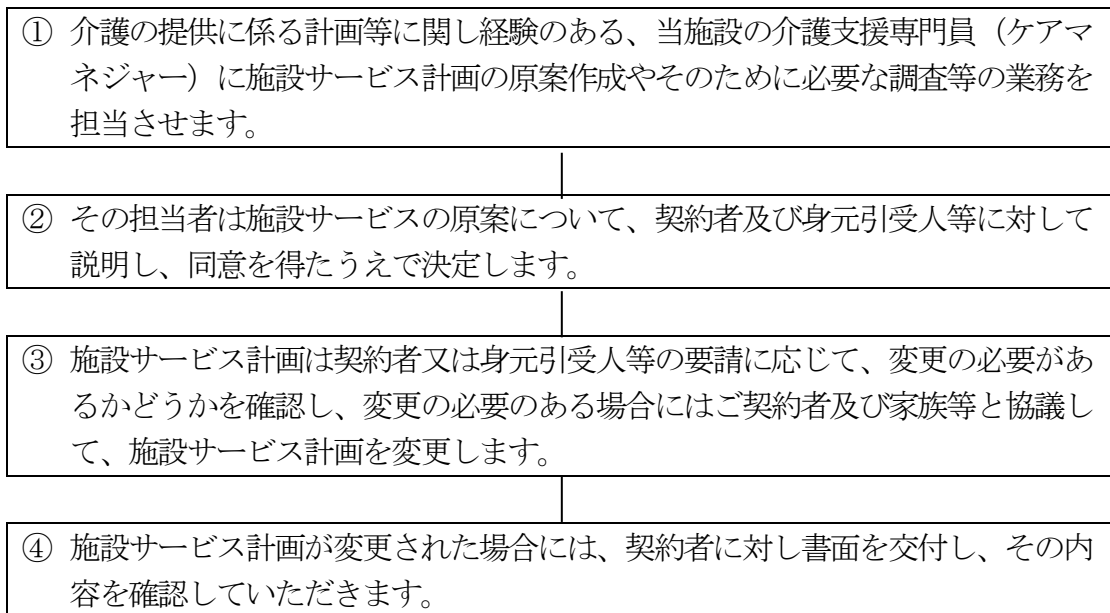 ① 介護の提供に係る計画等に関し経験のある、当施設の介護支援専門員（ケアマ
ネジャー）に施設サービス計画の原案作成やそのために必要な調査等の業務を
担当させます。
② その担当者は施設サービスの原案について、契約者及び身元引受人等に対して
説明し、同意を得たうえで決定します。
③ 施設サービス計画は契約者又は身元引受人等の要請に応じて、変更の必要があ
るかどうかを確認し、変更の必要のある場合にはご契約者及び家族等と協議し
て、施設サービス計画を変更します。
④ 施設サービス計画が変更された場合には、契約者に対し書面を交付し、その内
容を確認していただきます。